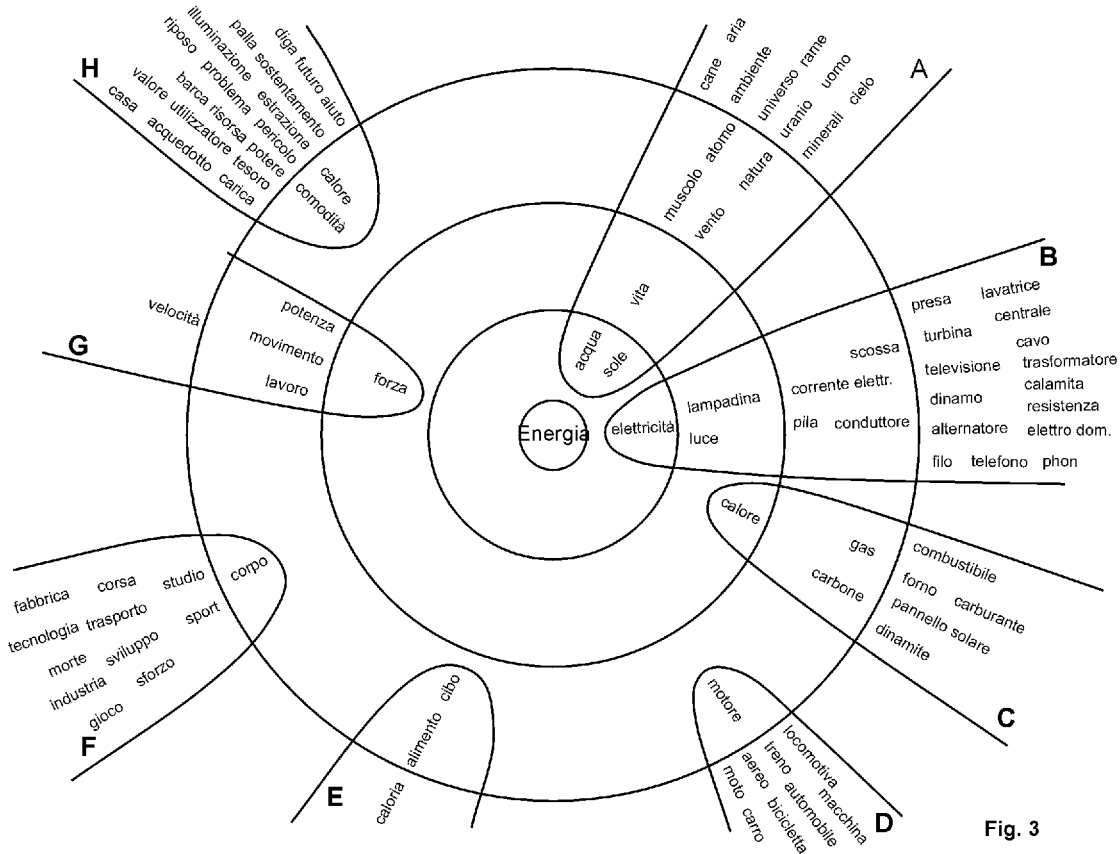 Energia
A
acqua
sole
vita
muscolo atomo
vento natura
cane aria
ambiente
universo rame
uranio uomo
minerali cielo
B
elettricità
lampadina
luce
scossa
corrente elettr.
pila conduttore
presa lavatrice
turbina centrale
cavo
televisione trasformatore
calamita
dinamo resistenza
alternatore elettro dom.
filo telefono phon
C
calore
gas
carbone
combustibile
forno carburante
pannello solare
dinamite
D
motore
locomotiva
treno macchina
aereo automobile
moto bicicletta
carro
E
cibo
alimento
caloria
F
corpo
fabbrica corsa studio
tecnologia trasporto sport
morte sviluppo
industria sforzo
gioco
G
forza
potenza
movimento
lavoro
velocità
H
calore
comodità
diga futuro aiuto
palla sostentamento
illuminazione estrazione
riposo problema pericolo
barca risorsa potere
valore utilizzatore tesoro
casa acquedotto carica
Fig. 3